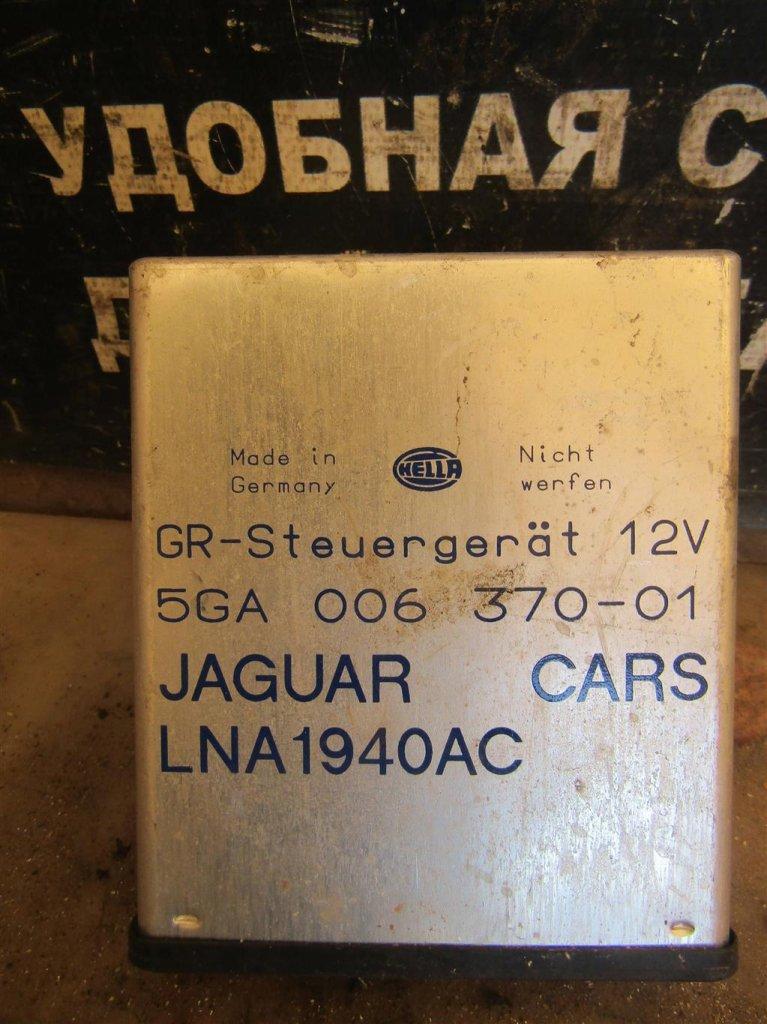 УДОБНАЯ С
Made in
Germany
HELLA
Nicht
werfen
GR-Steuergerät 12V
5GA 006 370-01
JAGUAR CARS
LNA1940AC